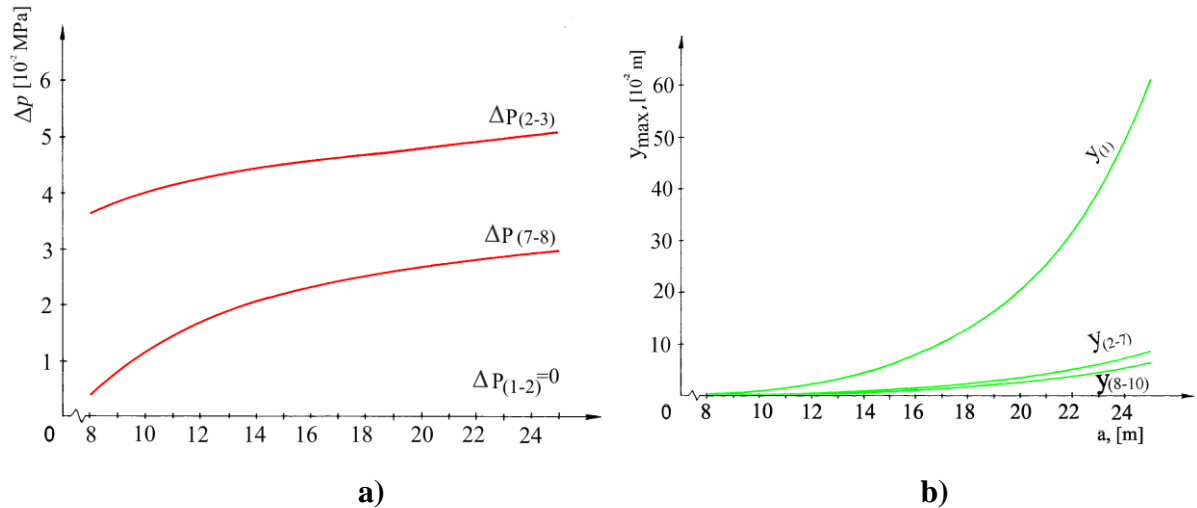 Δp [10⁻² MPa]
6
5
4
3
2
1
0
8 10 12 14 16 18 20 22 24
ΔP(2-3)
ΔP(7-8)
ΔP(1-2)=0
a)
ymax, [10⁻² m]
60
50
40
30
20
10
0
8 10 12 14 16 18 20 22 24
a, [m]
y(1)
y(2-7)
y(8-10)
b)